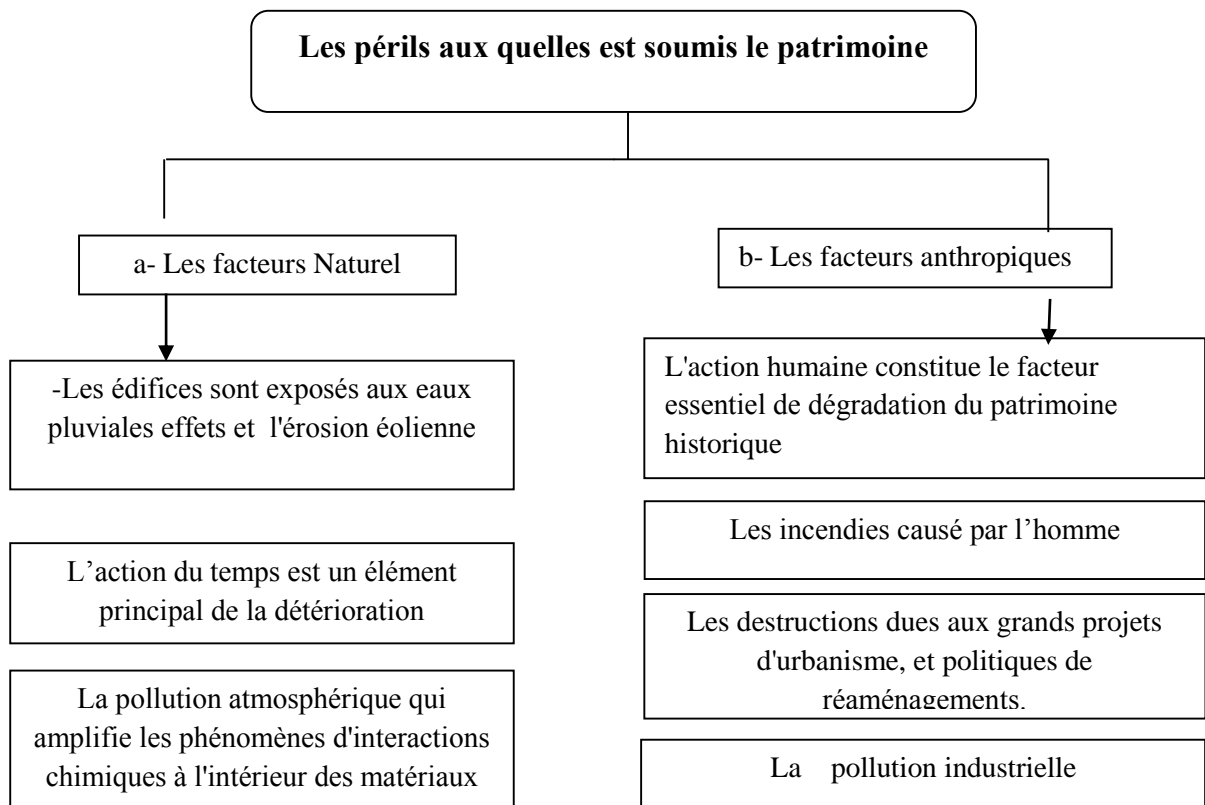 Les périls aux quelles est soumis le patrimoine
a- Les facteurs Naturel
-Les édifices sont exposés aux eaux
pluviales effets et l'érosion éolienne
L’action du temps est un élément
principal de la détérioration
La pollution atmosphérique qui
amplifie les phénomènes d'interactions
chimiques à l'intérieur des matériaux
b- Les facteurs anthropiques
L'action humaine constitue le facteur
essentiel de dégradation du patrimoine
historique
Les incendies causé par l’homme
Les destructions dues aux grands projets
d'urbanisme, et politiques de
réaménagements.
La pollution industrielle